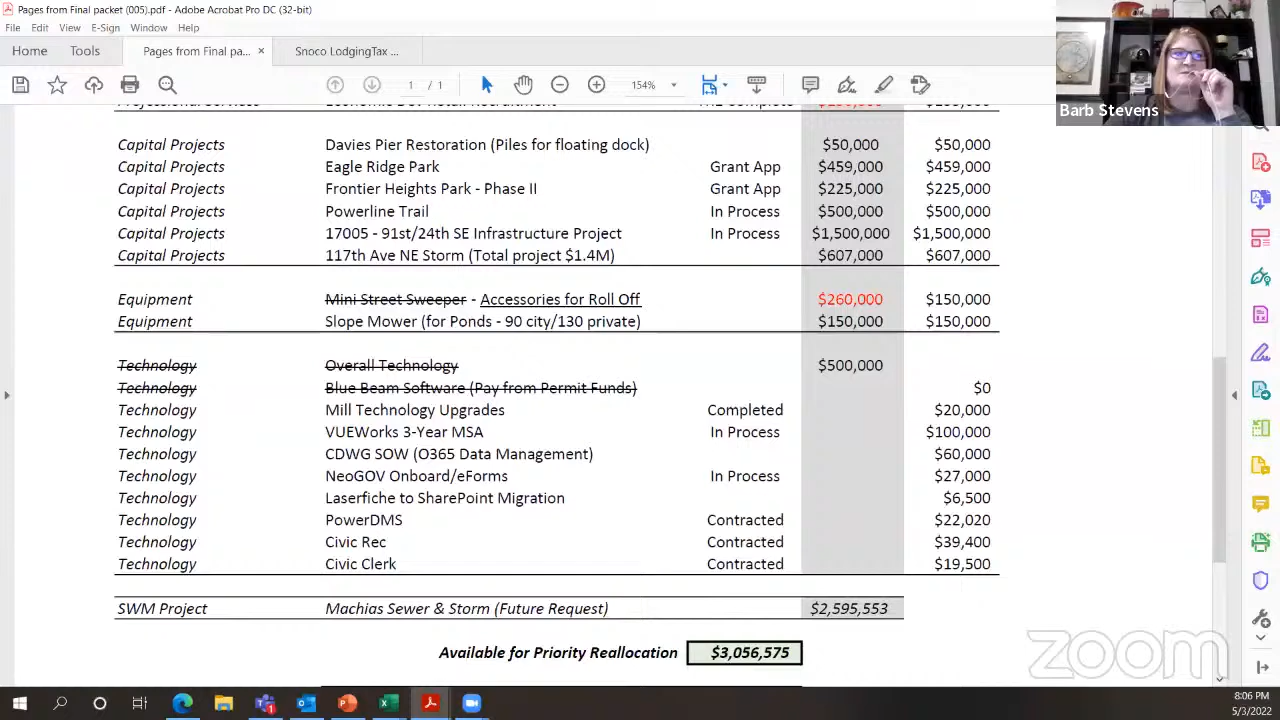 Pages from Final packet (005).pdf - Adobe Acrobat Pro DC (32-bit)
File Edit View E-Sign Window Help
Home Tools Pages from Final pa... × Snoco LodgingTax ...
1 / 1 154%
Barb Stevens
Capital Projects Davies Pier Restoration (Piles for floating dock) $50,000 $50,000
Capital Projects Eagle Ridge Park Grant App $459,000 $459,000
Capital Projects Frontier Heights Park - Phase II Grant App $225,000 $225,000
Capital Projects Powerline Trail In Process $500,000 $500,000
Capital Projects 17005 - 91st/24th SE Infrastructure Project In Process $1,500,000 $1,500,000
Capital Projects 117th Ave NE Storm (Total project $1.4M) $607,000 $607,000
Equipment Mini Street Sweeper - Accessories for Roll Off $260,000 $150,000
Equipment Slope Mower (for Ponds - 90 city/130 private) $150,000 $150,000
Technology Overall Technology $500,000
Technology Blue Beam Software (Pay from Permit Funds) $0
Technology Mill Technology Upgrades Completed $20,000
Technology VUEWorks 3-Year MSA In Process $100,000
Technology CDWG SOW (O365 Data Management) $60,000
Technology NeoGOV Onboard/eForms In Process $27,000
Technology Laserfiche to SharePoint Migration $6,500
Technology PowerDMS Contracted $22,020
Technology Civic Rec Contracted $39,400
Technology Civic Clerk Contracted $19,500
SWM Project Machias Sewer & Storm (Future Request) $2,595,553
Available for Priority Reallocation $3,056,575
zoom
8:06 PM
5/3/2022